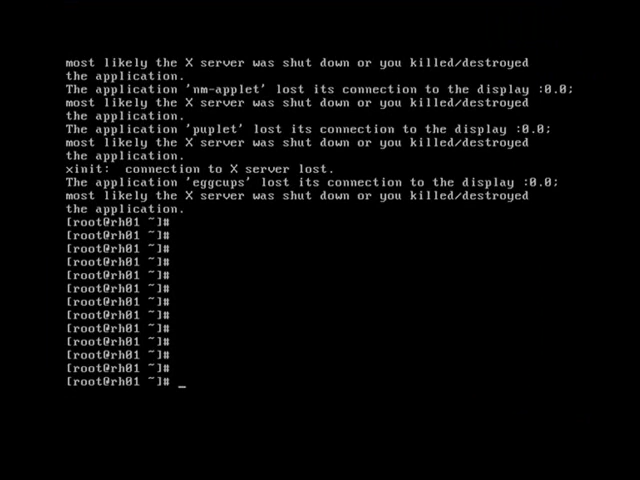 most likely the X server was shut down or you killed/destroyed
the application.
The application 'nm-applet' lost its connection to the display :0.0;
most likely the X server was shut down or you killed/destroyed
the application.
The application 'puplet' lost its connection to the display :0.0;
most likely the X server was shut down or you killed/destroyed
the application.
xinit:  connection to X server lost.
The application 'eggcups' lost its connection to the display :0.0;
most likely the X server was shut down or you killed/destroyed
the application.
[root@rh01 ~]#
[root@rh01 ~]#
[root@rh01 ~]#
[root@rh01 ~]#
[root@rh01 ~]#
[root@rh01 ~]#
[root@rh01 ~]#
[root@rh01 ~]#
[root@rh01 ~]#
[root@rh01 ~]#
[root@rh01 ~]#
[root@rh01 ~]#
[root@rh01 ~]# _